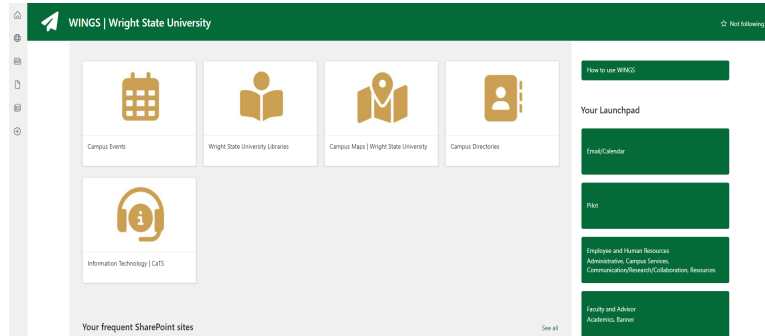 WINGS | Wright State University
Not following
Campus Events
Wright State University Libraries
Campus Maps | Wright State University
Campus Directories
Information Technology | CaTS
Your frequent SharePoint sites
See all
How to use WINGS
Your Launchpad
Email/Calendar
Pilot
Employee and Human Resources
Administrative, Campus Services,
Communication/Research/Collaboration, Resources
Faculty and Advisor
Academics, Banner